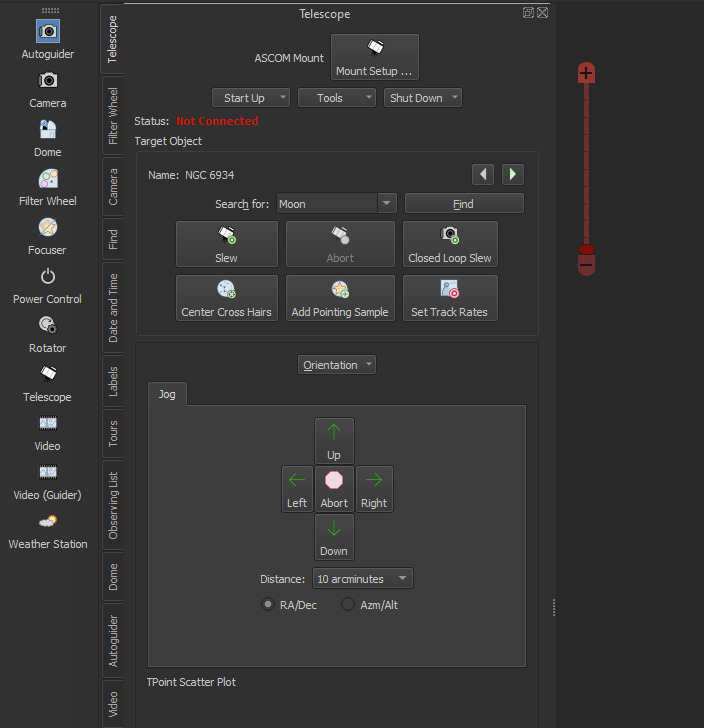 Autoguider
Camera
Dome
Filter Wheel
Focuser
Power Control
Rotator
Telescope
Video
Video (Guider)
Weather Station
Telescope
Filter Wheel
Camera
Find
Date and Time
Labels
Tours
Observing List
Dome
Autoguider
Video
Telescope
ASCOM Mount
Mount Setup ...
Start Up Tools Shut Down
Status: Not Connected
Target Object
Name: NGC 6934
Search for: Moon Find
Slew Abort Closed Loop Slew
Center Cross Hairs Add Pointing Sample Set Track Rates
Orientation
Jog
Up
Left Abort Right
Down
Distance: 10 arcminutes
RA/Dec Azm/Alt
TPoint Scatter Plot